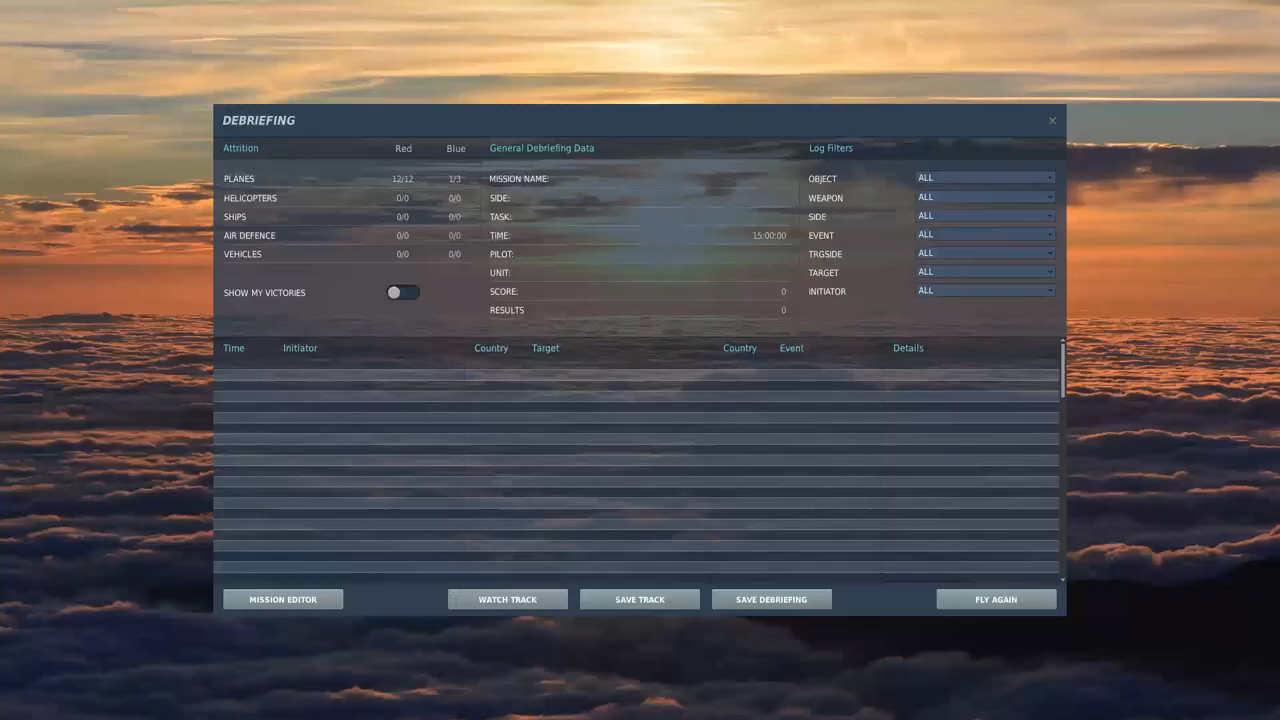 DEBRIEFING
Attrition Red Blue General Debriefing Data Log Filters
PLANES 12/12 1/3 MISSION NAME: OBJECT ALL
HELICOPTERS 0/0 0/0 SIDE: WEAPON ALL
SHIPS 0/0 0/0 TASK: SIDE ALL
AIR DEFENCE 0/0 0/0 TIME: 15:00:00 EVENT ALL
VEHICLES 0/0 0/0 PILOT: TRGSIDE ALL
UNIT: TARGET ALL
SHOW MY VICTORIES SCORE: 0 INITIATOR ALL
RESULTS 0
Time Initiator Country Target Country Event Details
MISSION EDITOR WATCH TRACK SAVE TRACK SAVE DEBRIEFING FLY AGAIN